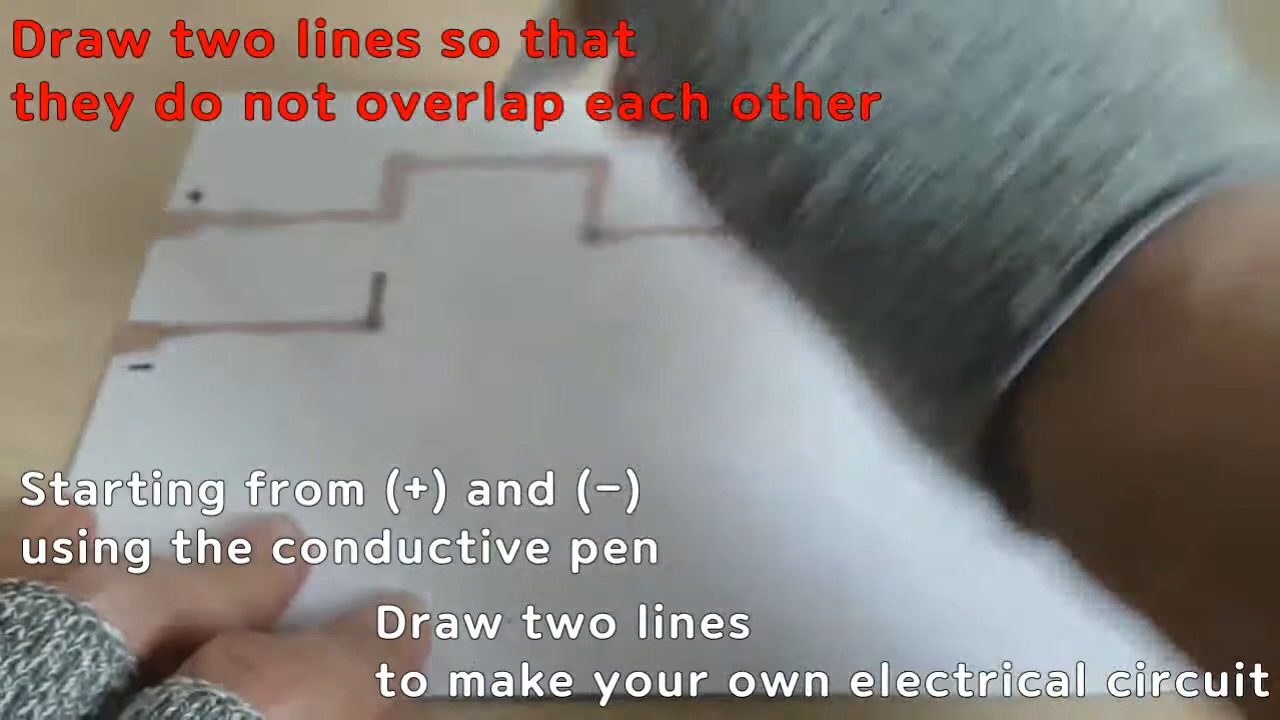 Draw two lines so that
they do not overlap each other
+
-
Starting from (+) and (−)
using the conductive pen
Draw two lines
to make your own electrical circuit